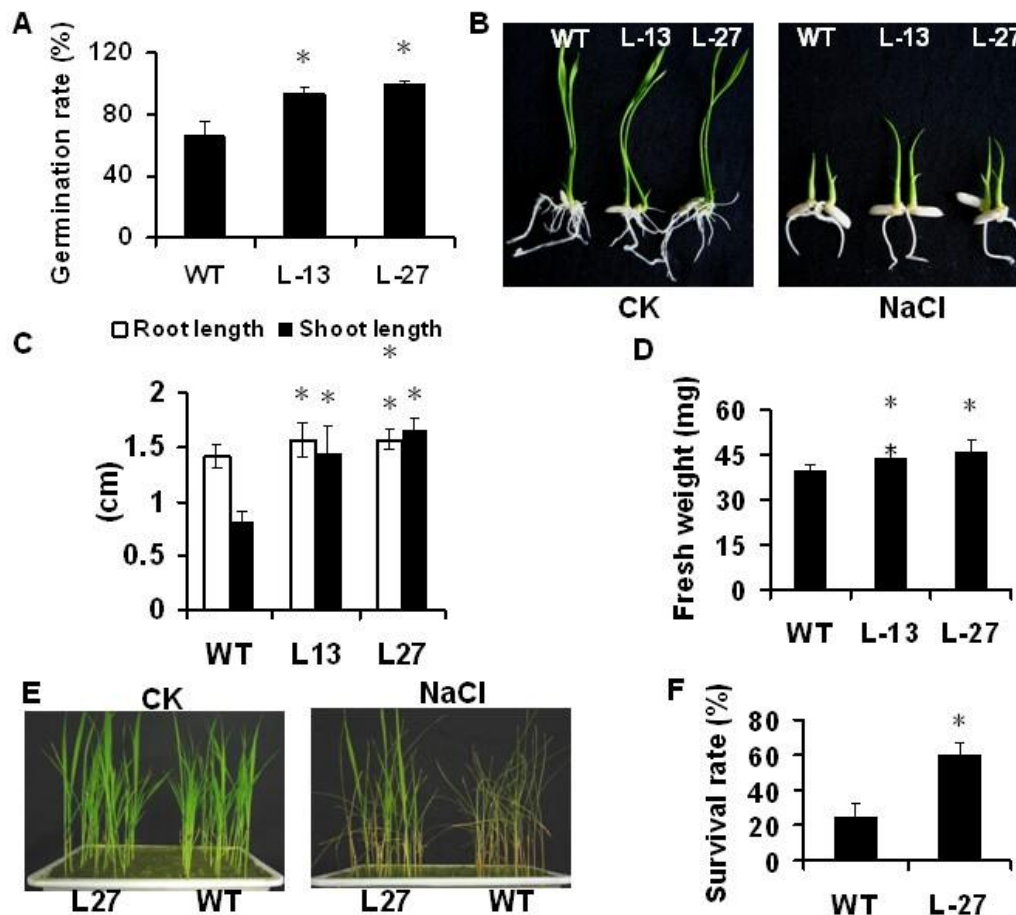 A
Germination rate (%)
120
80
40
0
*
*
WT
L-13
L-27
B
WT
L-13
L-27
CK
WT
L-13
L-27
NaCl
Root length
Shoot length
C
(cm)
2
1.5
1
0.5
0
*
*
*
*
*
WT
L13
L27
D
Fresh weight (mg)
60
45
30
15
0
*
*
*
WT
L-13
L-27
E
CK
L27
WT
NaCl
L27
WT
F
Survival rate (%)
80
60
40
20
0
*
WT
L-27